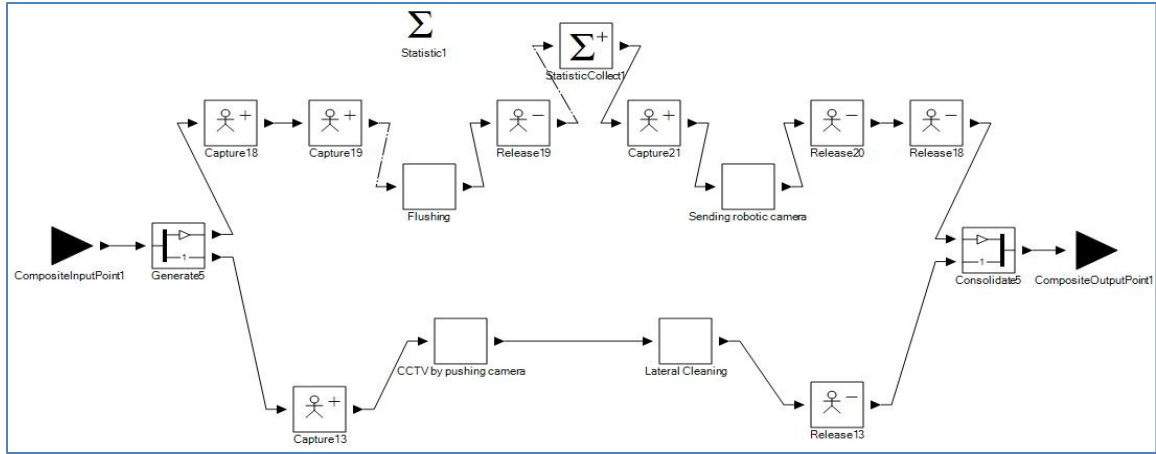 Σ
Statistic1
Σ+
StatisticCollect1
+
Capture18
+
Capture19
−
Release19
+
Capture21
−
Release20
−
Release18
Flushing
Sending robotic camera
CompositeInputPoint1
1
Generate5
1
Consolidate5
CompositeOutputPoint1
CCTV by pushing camera
Lateral Cleaning
+
Capture13
−
Release13